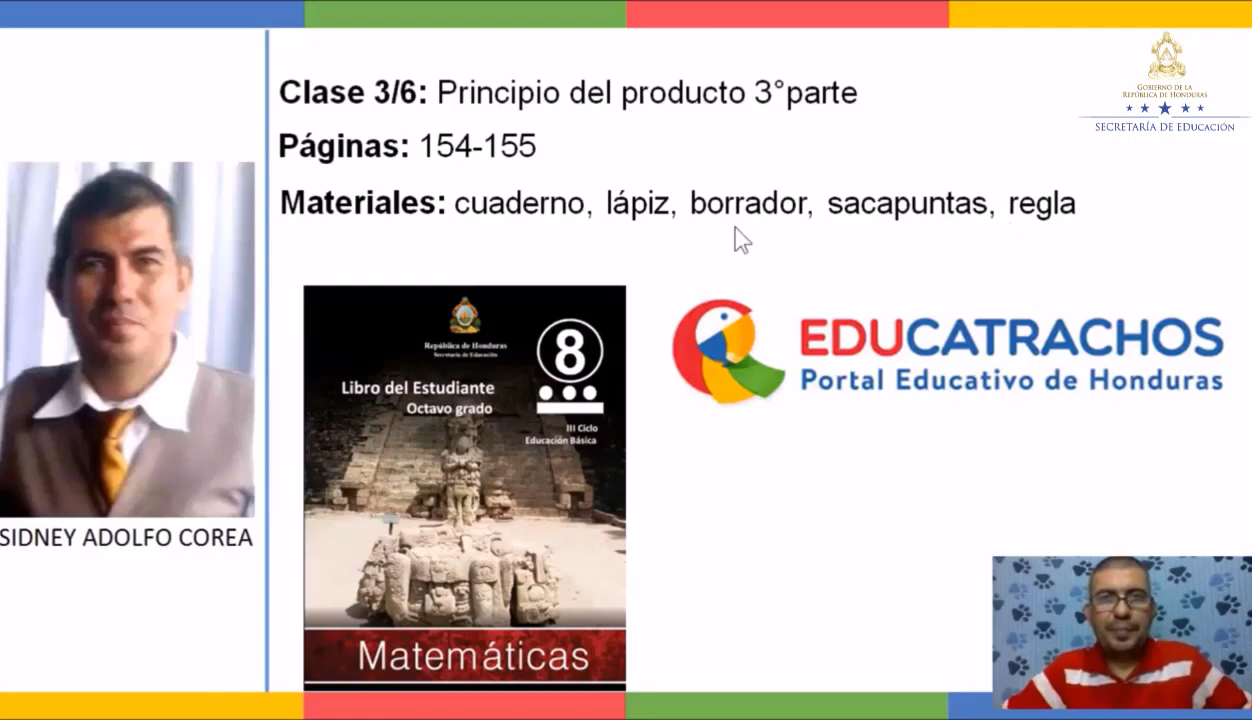 Clase 3/6: Principio del producto 3°parte
Páginas: 154-155
Materiales: cuaderno, lápiz, borrador, sacapuntas, regla
GOBIERNO DE LA
REPÚBLICA DE HONDURAS
SECRETARÍA DE EDUCACIÓN
SIDNEY ADOLFO COREA
República de Honduras
Secretaría de Educación
8
Libro del Estudiante
Octavo grado
III Ciclo
Educación Básica
Matemáticas
EDUCATRACHOS
Portal Educativo de Honduras